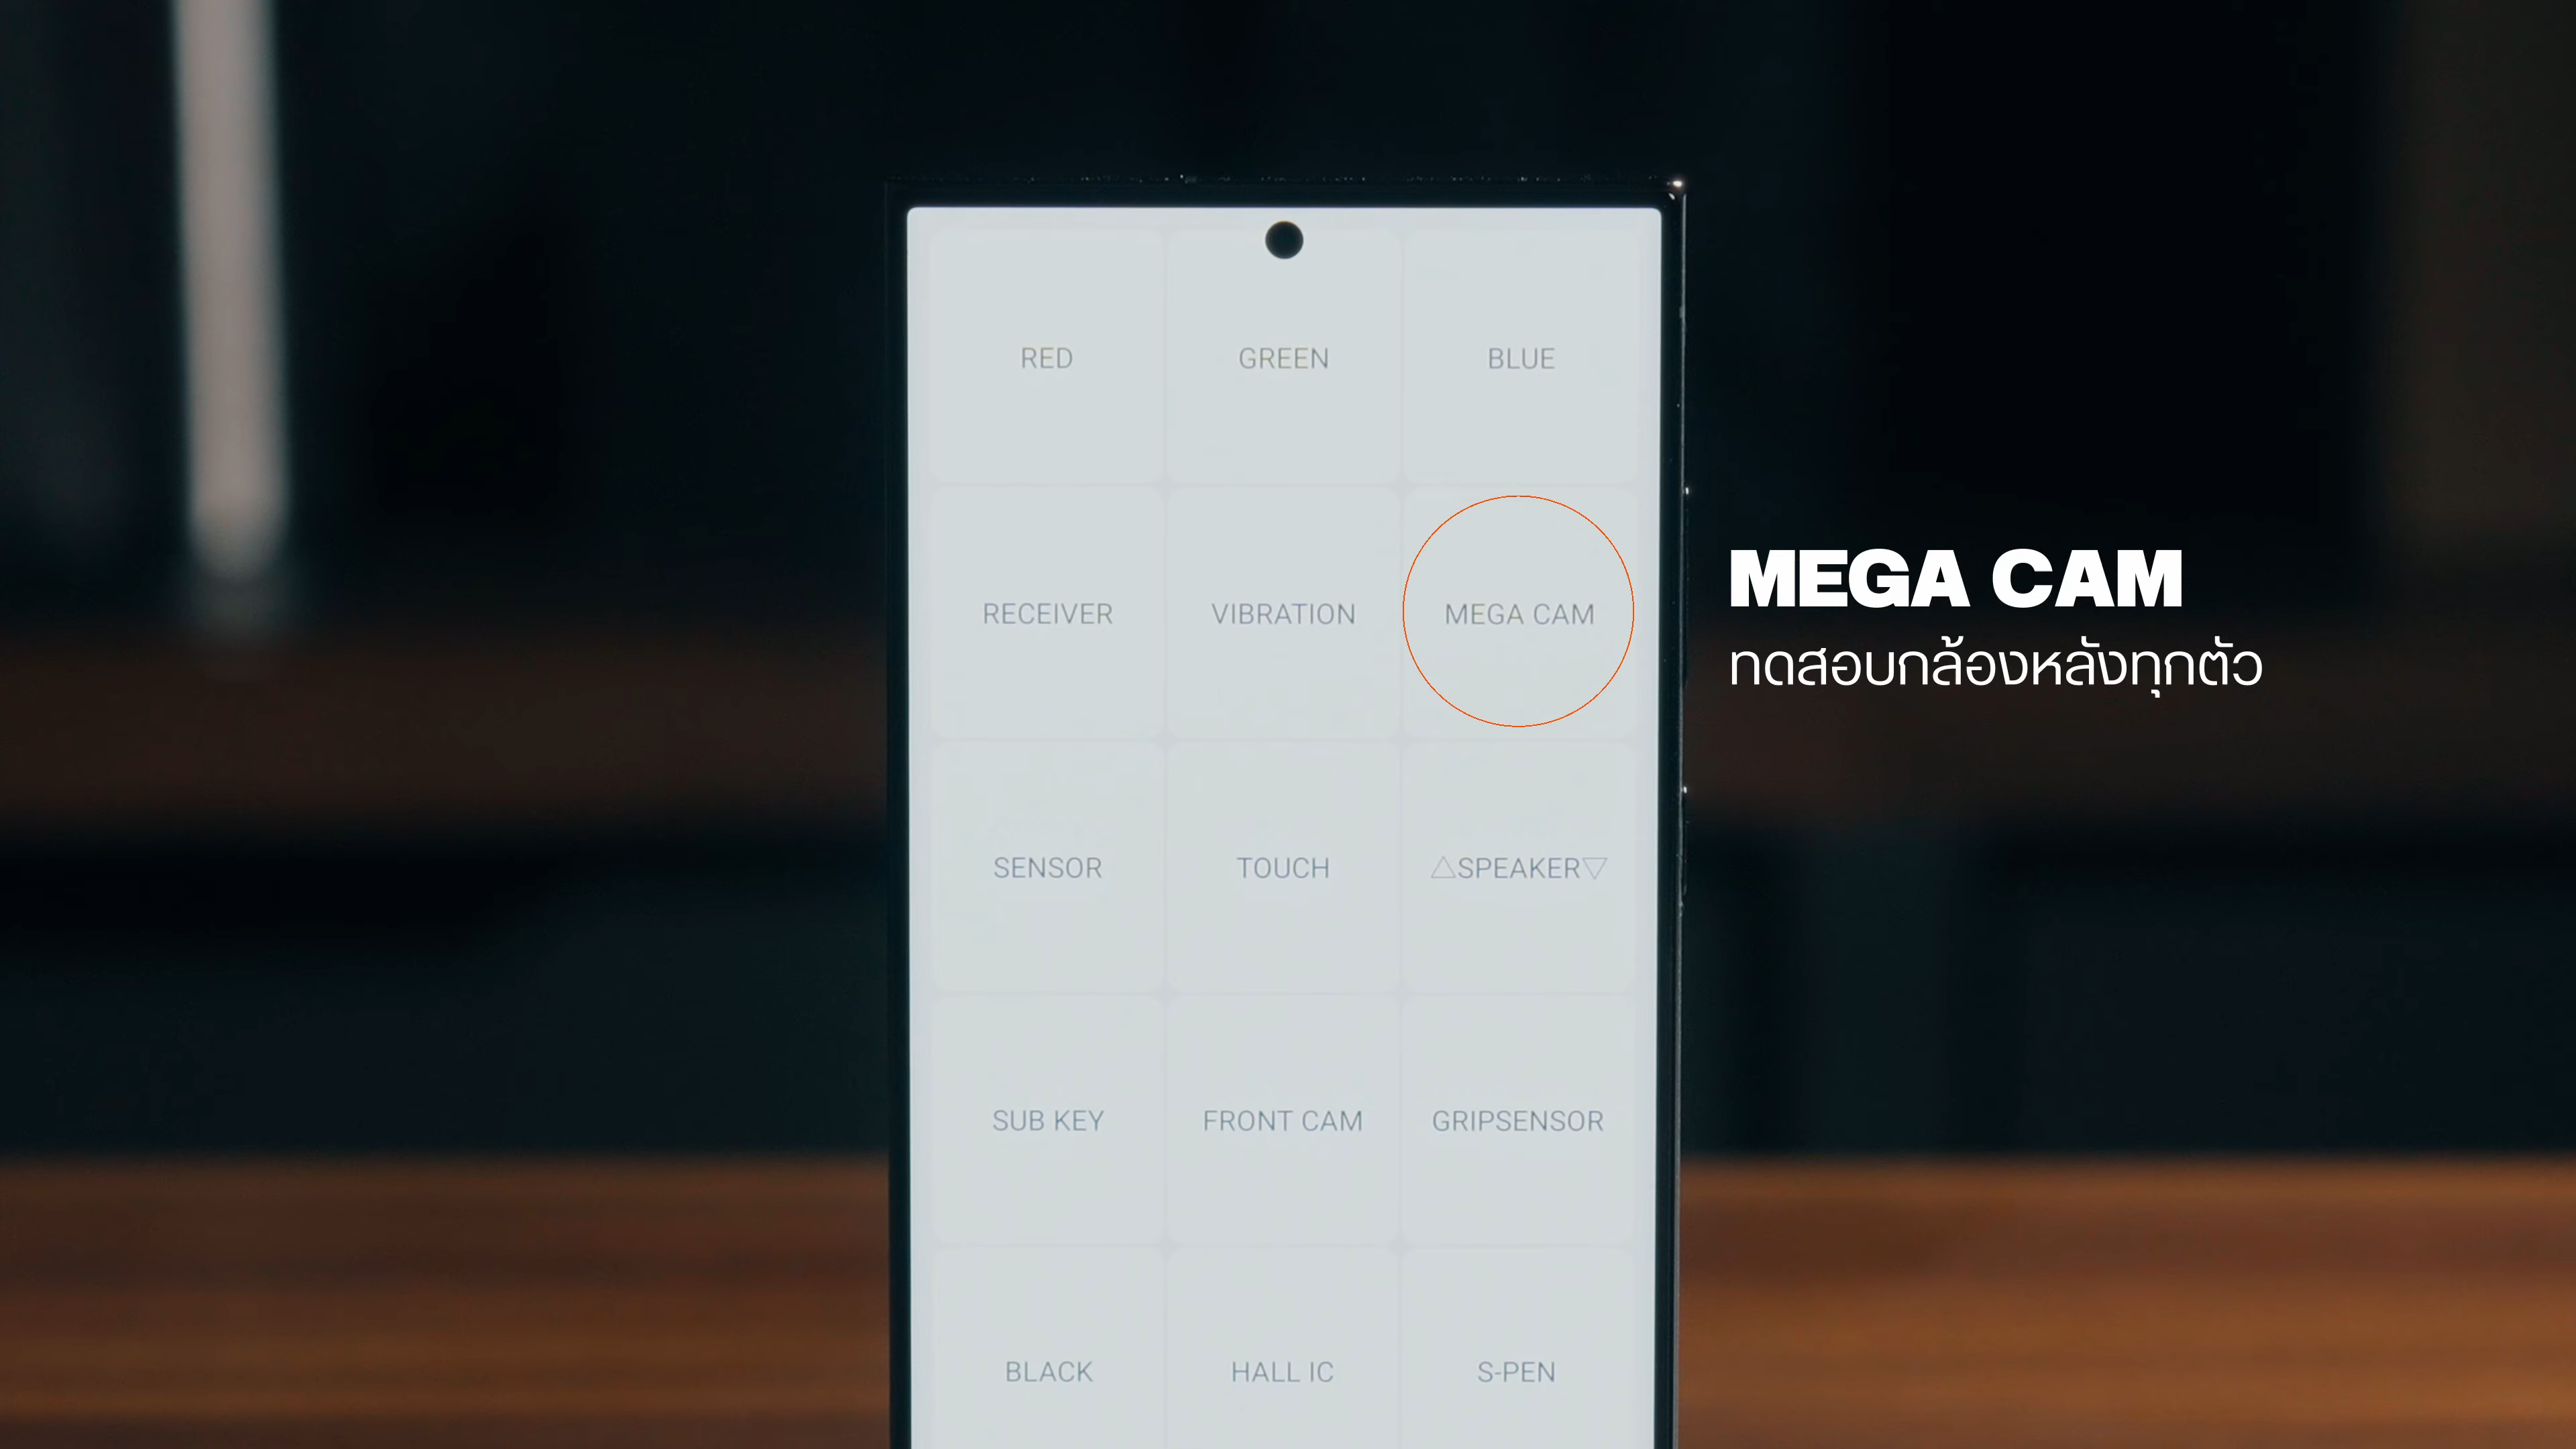 RED GREEN BLUE
RECEIVER VIBRATION MEGA CAM
SENSOR TOUCH △SPEAKER▽
SUB KEY FRONT CAM GRIPSENSOR
BLACK HALL IC S-PEN
MEGA CAM
ทดสอบกล้องหลังทุกตัว